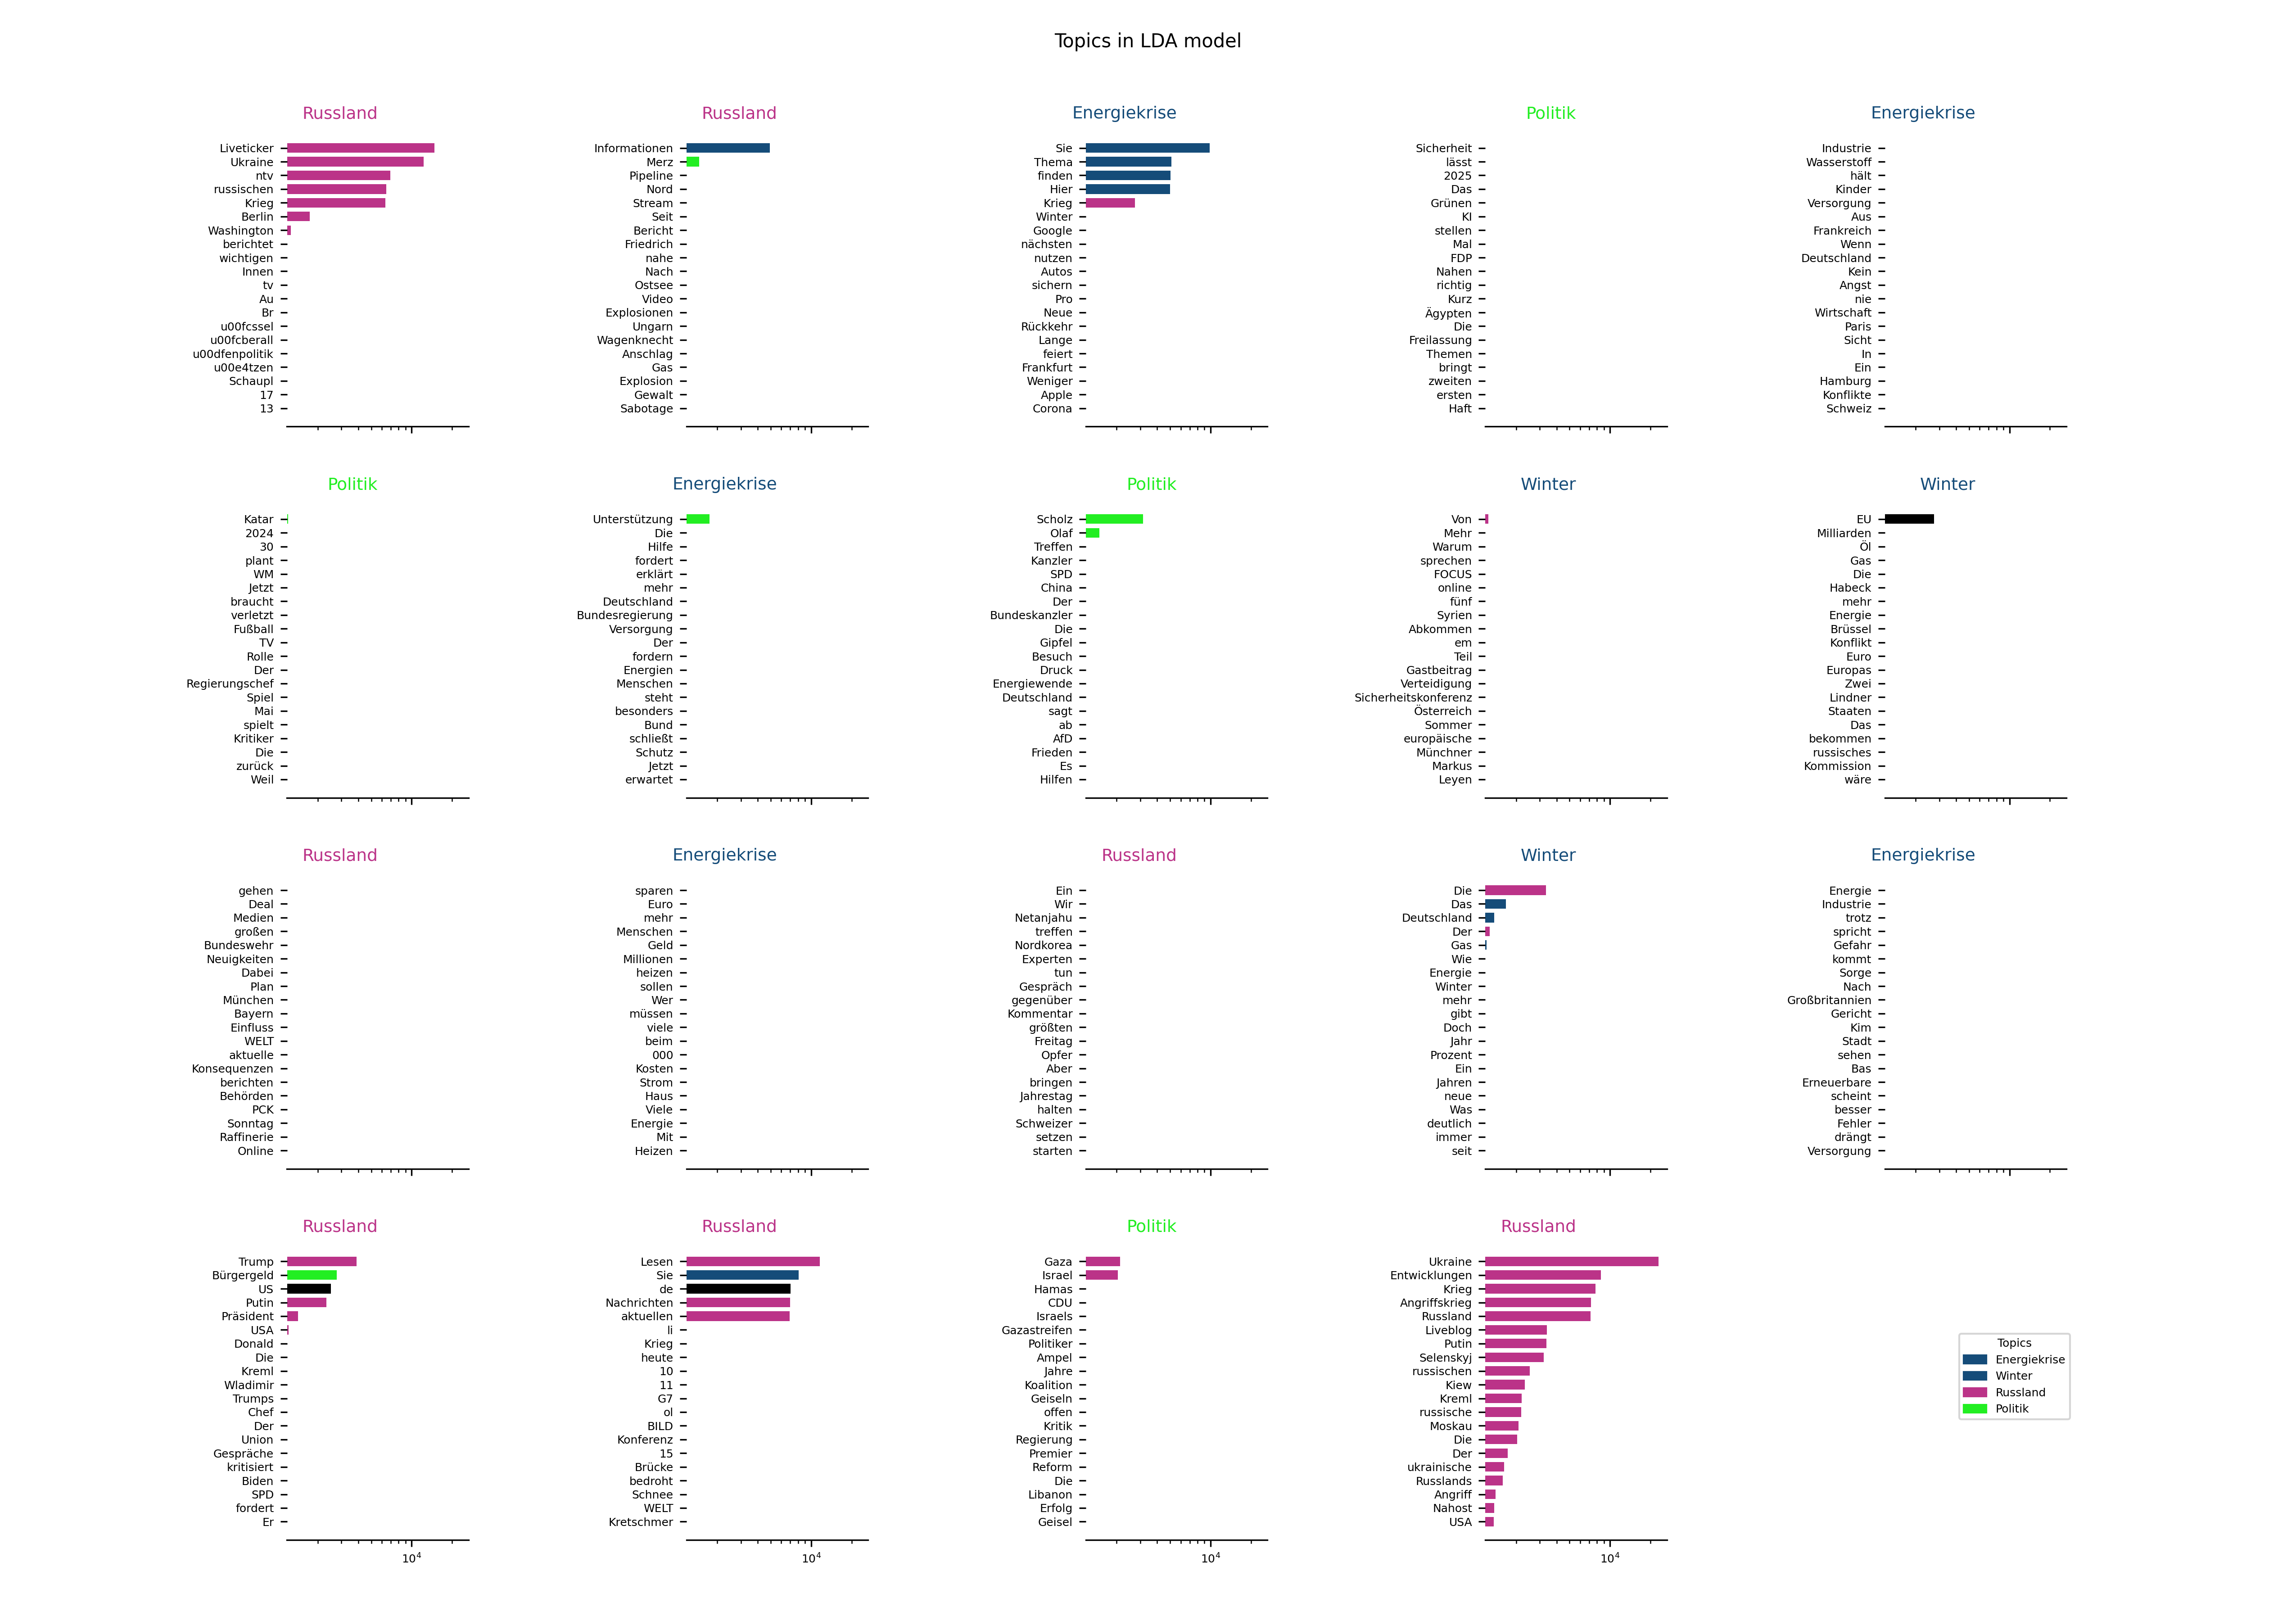 Topics in LDA model
Russland
Liveticker
Ukraine
ntv
russischen
Krieg
Berlin
Washington
berichtet
wichtigen
Innen
tv
Au
Br
u00fcssel
u00fcberall
u00dfenpolitik
u00e4tzen
Schaupl
17
13
Russland
Informationen
Merz
Pipeline
Nord
Stream
Seit
Bericht
Friedrich
nahe
Nach
Ostsee
Video
Explosionen
Ungarn
Wagenknecht
Anschlag
Gas
Explosion
Gewalt
Sabotage
Energiekrise
Sie
Thema
finden
Hier
Krieg
Winter
Google
nächsten
nutzen
Autos
sichern
Pro
Neue
Rückkehr
Lange
feiert
Frankfurt
Weniger
Apple
Corona
Politik
Sicherheit
lässt
2025
Das
Grünen
KI
stellen
Mal
FDP
Nahen
richtig
Kurz
Ägypten
Die
Freilassung
Themen
bringt
zweiten
ersten
Haft
Energiekrise
Industrie
Wasserstoff
hält
Kinder
Versorgung
Aus
Frankreich
Wenn
Deutschland
Kein
Angst
nie
Wirtschaft
Paris
Sicht
In
Ein
Hamburg
Konflikte
Schweiz
Politik
Katar
2024
30
plant
WM
Jetzt
braucht
verletzt
Fußball
TV
Rolle
Der
Regierungschef
Spiel
Mai
spielt
Kritiker
Die
zurück
Weil
Energiekrise
Unterstützung
Die
Hilfe
fordert
erklärt
mehr
Deutschland
Bundesregierung
Versorgung
Der
fordern
Energien
Menschen
steht
besonders
Bund
schließt
Schutz
Jetzt
erwartet
Politik
Scholz
Olaf
Treffen
Kanzler
SPD
China
Der
Bundeskanzler
Die
Gipfel
Besuch
Druck
Energiewende
Deutschland
sagt
ab
AfD
Frieden
Es
Hilfen
Winter
Von
Mehr
Warum
sprechen
FOCUS
online
fünf
Syrien
Abkommen
em
Teil
Gastbeitrag
Verteidigung
Sicherheitskonferenz
Österreich
Sommer
europäische
Münchner
Markus
Leyen
Winter
EU
Milliarden
Öl
Gas
Die
Habeck
mehr
Energie
Brüssel
Konflikt
Euro
Europas
Zwei
Lindner
Staaten
Das
bekommen
russisches
Kommission
wäre
Russland
gehen
Deal
Medien
großen
Bundeswehr
Neuigkeiten
Dabei
Plan
München
Bayern
Einfluss
WELT
aktuelle
Konsequenzen
berichten
Behörden
PCK
Sonntag
Raffinerie
Online
Energiekrise
sparen
Euro
mehr
Menschen
Geld
Millionen
heizen
sollen
Wer
müssen
viele
beim
000
Kosten
Strom
Haus
Viele
Energie
Mit
Heizen
Russland
Ein
Wir
Netanjahu
treffen
Nordkorea
Experten
tun
Gespräch
gegenüber
Kommentar
größten
Freitag
Opfer
Aber
bringen
Jahrestag
halten
Schweizer
setzen
starten
Winter
Die
Das
Deutschland
Der
Gas
Wie
Energie
Winter
mehr
gibt
Doch
Jahr
Prozent
Ein
Jahren
neue
Was
deutlich
immer
seit
Energiekrise
Energie
Industrie
trotz
spricht
Gefahr
kommt
Sorge
Nach
Großbritannien
Gericht
Kim
Stadt
sehen
Bas
Erneuerbare
scheint
besser
Fehler
drängt
Versorgung
Russland
Trump
Bürgergeld
US
Putin
Präsident
USA
Donald
Die
Kreml
Wladimir
Trumps
Chef
Der
Union
Gespräche
kritisiert
Biden
SPD
fordert
Er
10⁴
Russland
Lesen
Sie
de
Nachrichten
aktuellen
li
Krieg
heute
10
11
G7
ol
BILD
Konferenz
15
Brücke
bedroht
Schnee
WELT
Kretschmer
10⁴
Politik
Gaza
Israel
Hamas
CDU
Israels
Gazastreifen
Politiker
Ampel
Jahre
Koalition
Geiseln
offen
Kritik
Regierung
Premier
Reform
Die
Libanon
Erfolg
Geisel
10⁴
Russland
Ukraine
Entwicklungen
Krieg
Angriffskrieg
Russland
Liveblog
Putin
Selenskyj
russischen
Kiew
Kreml
russische
Moskau
Die
Der
ukrainische
Russlands
Angriff
Nahost
USA
10⁴
Topics
Energiekrise
Winter
Russland
Politik